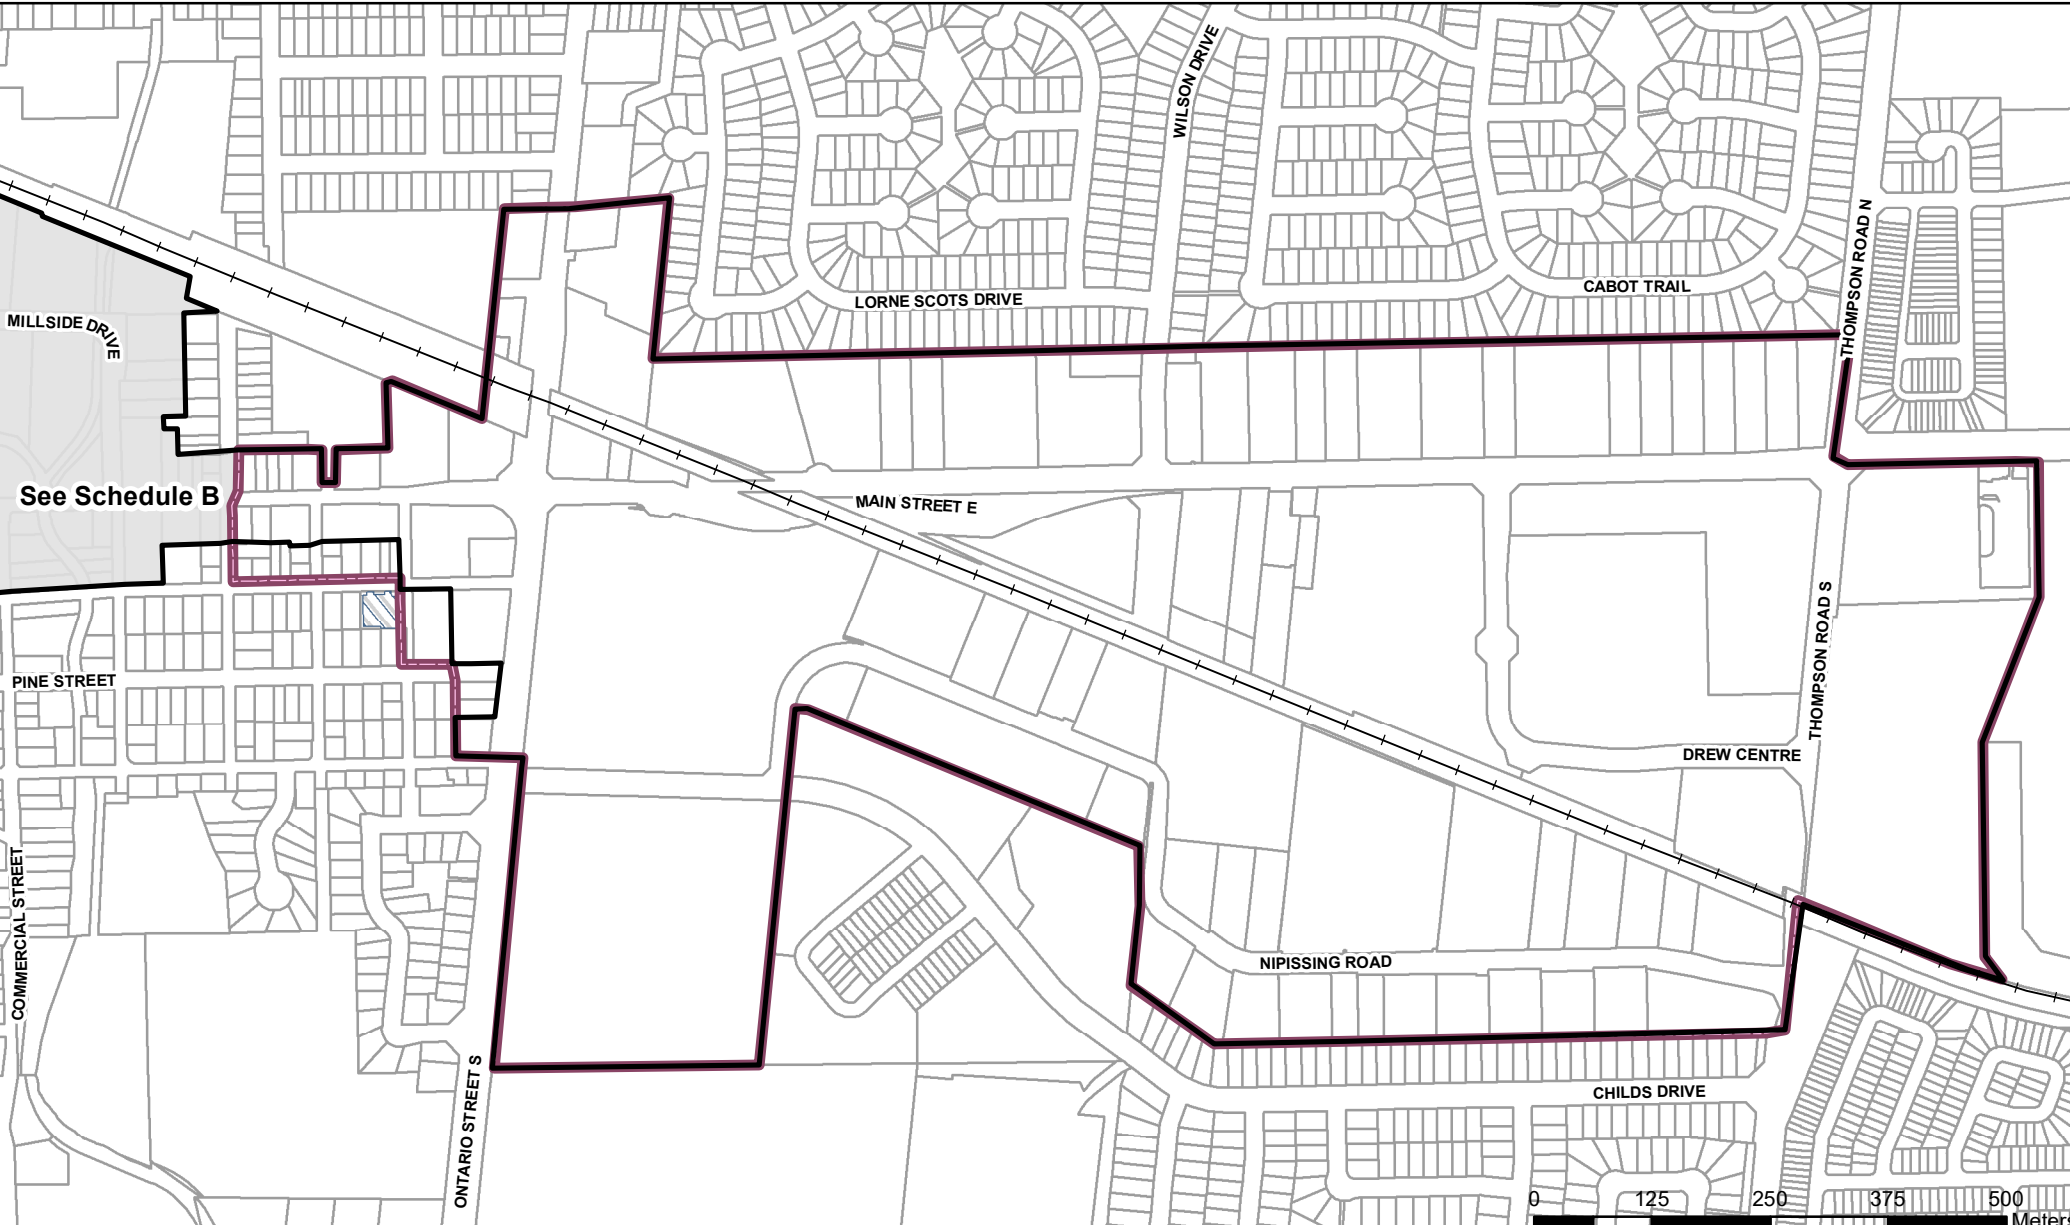 WILSON DRIVE
THOMPSON ROAD N
CABOT TRAIL
LORNE SCOTS DRIVE
MILLSIDE DRIVE
See Schedule B
MAIN STREET E
THOMPSON ROAD S
PINE STREET
DREW CENTRE
COMMERCIAL STREET
NIPISSING ROAD
CHILDS DRIVE
ONTARIO STREET S
0 125 250 375 500
Meters